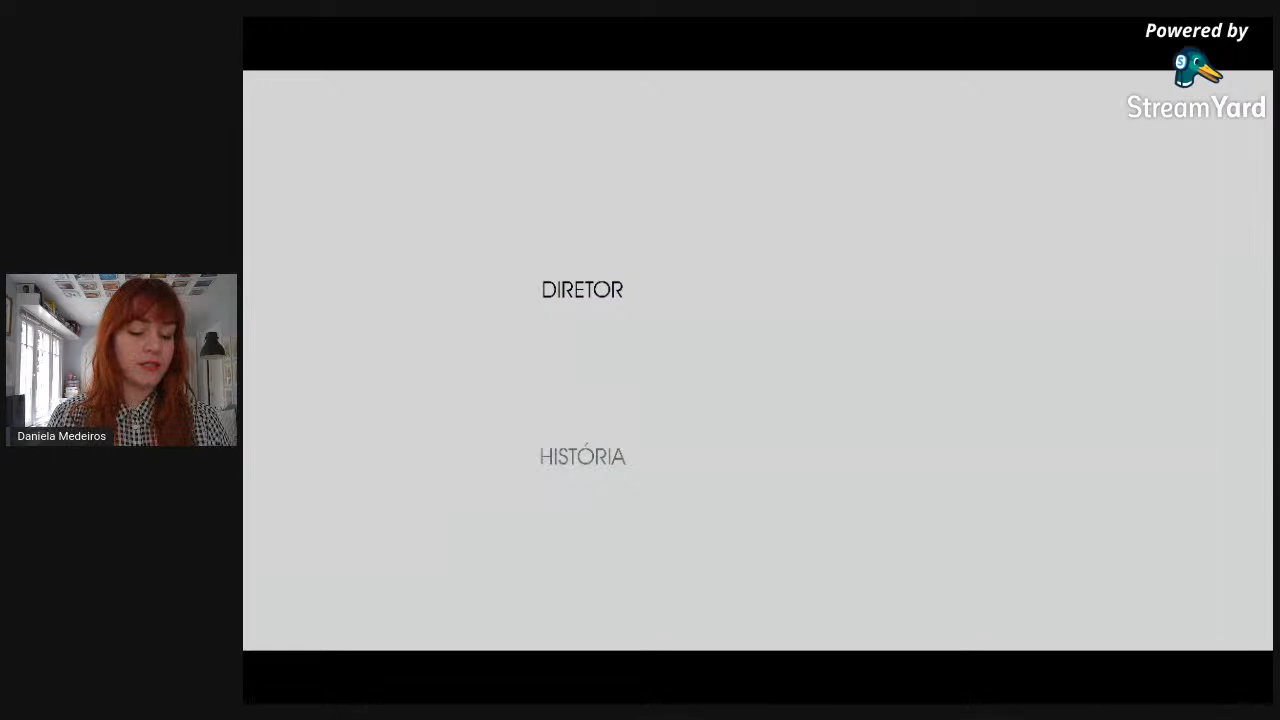 Powered by
StreamYard
DIRETOR
HISTÓRIA
Daniela Medeiros